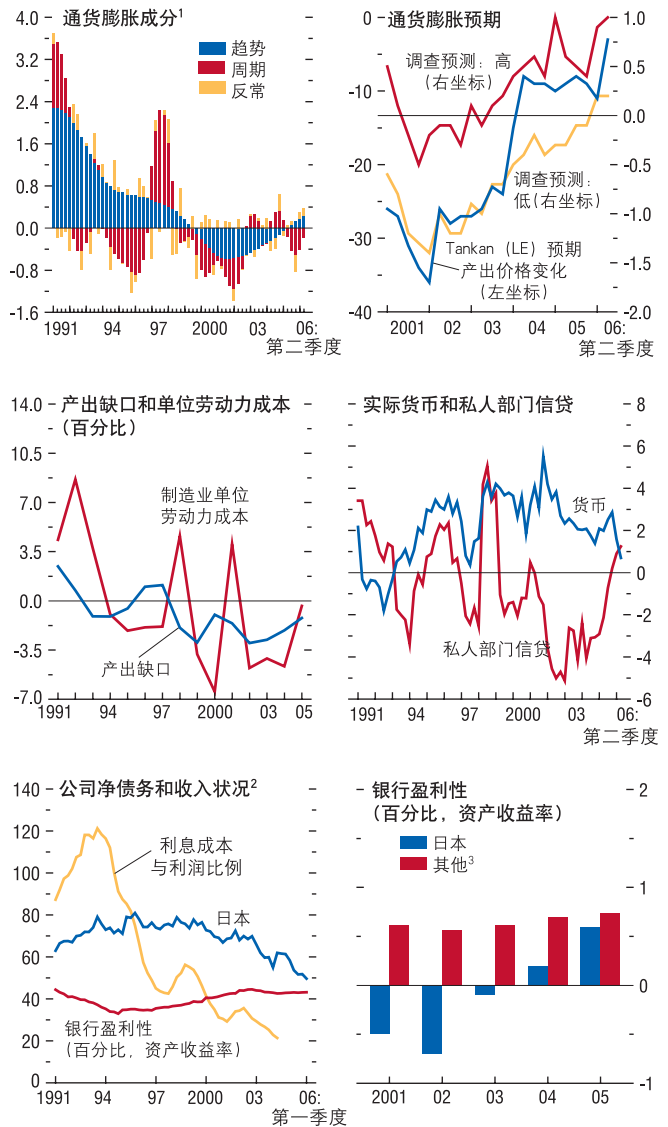 通货膨胀成分¹
趋势
周期
反常
4.0
3.2
2.4
1.6
0.8
0.0
-0.8
-1.6
1991 94 97 2000 03 06:
第二季度
通货膨胀预期
-0
-10
-20
-30
-40
1.0
0.5
0.0
-0.5
-1.0
-1.5
-2.0
调查预测：高
（右坐标）
调查预测：
低（右坐标）
Tankan（LE）预期
产出价格变化
（左坐标）
2001 02 03 04 05 06:
第二季度
产出缺口和单位劳动力成本
（百分比）
14.0
10.5
7.0
3.5
0.0
-3.5
-7.0
制造业单位
劳动力成本
产出缺口
1991 94 97 2000 03 05
实际货币和私人部门信贷
8
6
4
2
0
-2
-4
-6
货币
私人部门信贷
1991 94 97 2000 03 06:
第二季度
公司净债务和收入状况²
140
120
100
80
60
40
20
0
利息成本
与利润比例
日本
银行盈利性
（百分比，资产收益率）
1991 94 97 2000 03 06:
第一季度
银行盈利性
（百分比，资产收益率）
日本
其他³
2
1
0
-1
2001 02 03 04 05